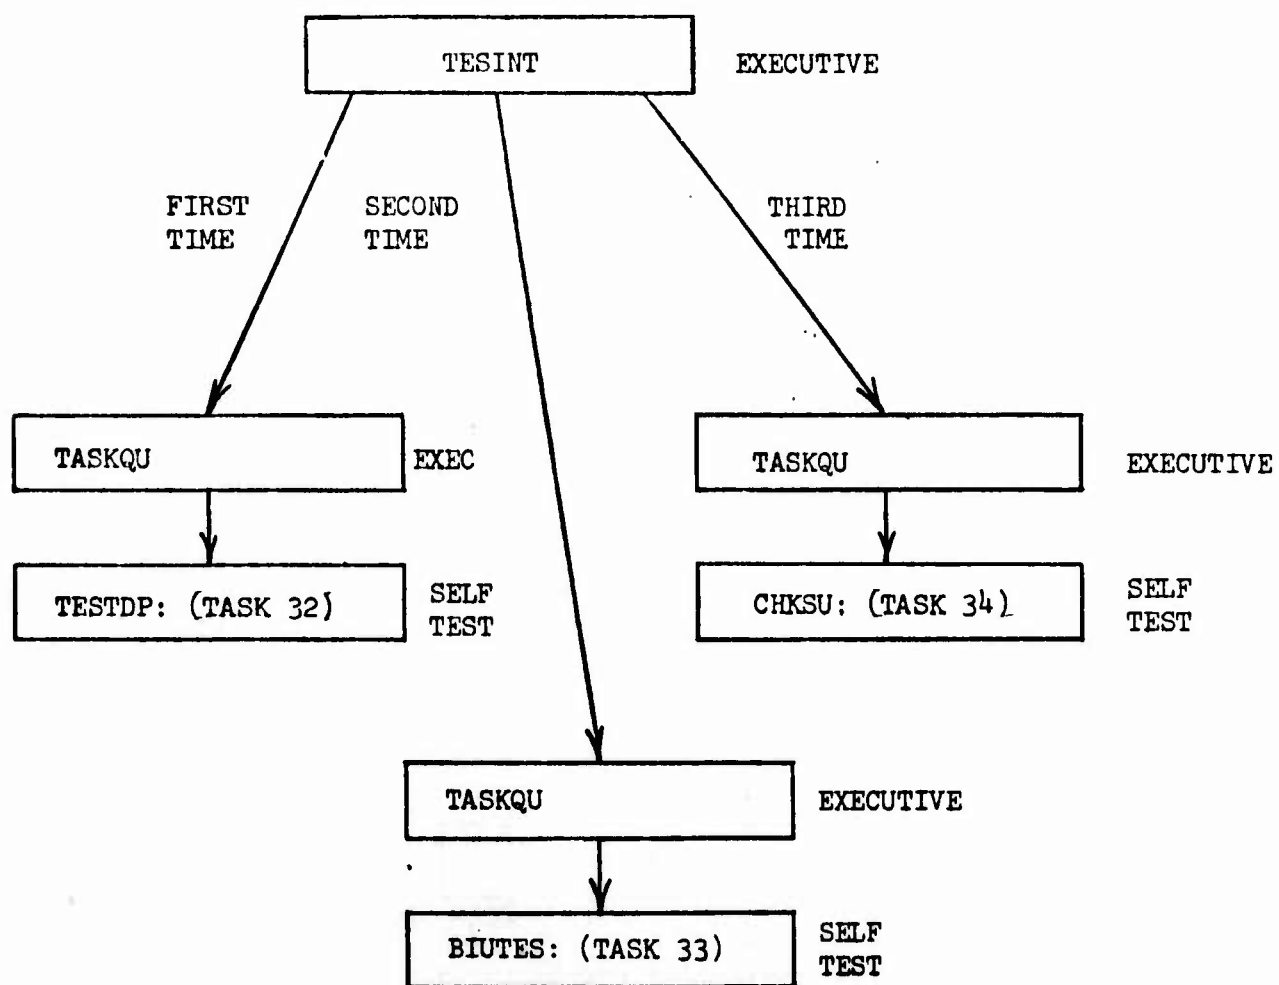 TESINT
EXECUTIVE
FIRST
TIME
SECOND
TIME
THIRD
TIME
TASKQU
EXEC
TASKQU
EXECUTIVE
TESTDP: (TASK 32)
SELF
TEST
CHKSU: (TASK 34)
SELF
TEST
TASKQU
EXECUTIVE
BIUTES: (TASK 33)
SELF
TEST